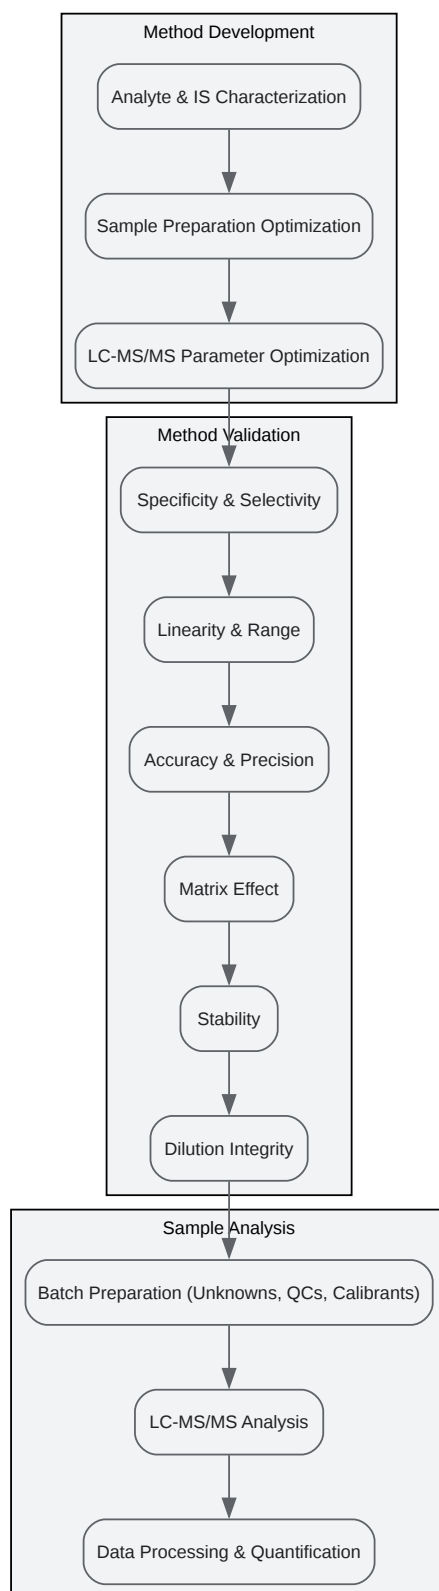 Method Development
Analyte & IS Characterization
Sample Preparation Optimization
LC-MS/MS Parameter Optimization
Method Validation
Specificity & Selectivity
Linearity & Range
Accuracy & Precision
Matrix Effect
Stability
Dilution Integrity
Sample Analysis
Batch Preparation (Unknowns, QCs, Calibrants)
LC-MS/MS Analysis
Data Processing & Quantification